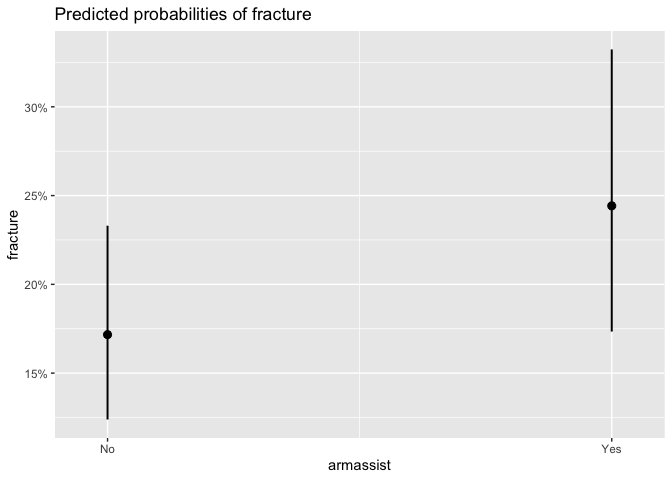 Predicted probabilities of fracture
30%
25%
20%
15%
fracture
No Yes
armassist